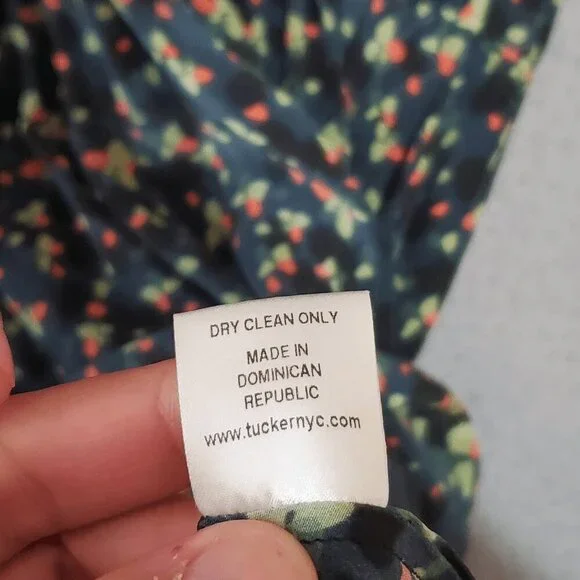 DRY CLEAN ONLY
MADE IN
DOMINICAN
REPUBLIC
www.tuckernyc.com